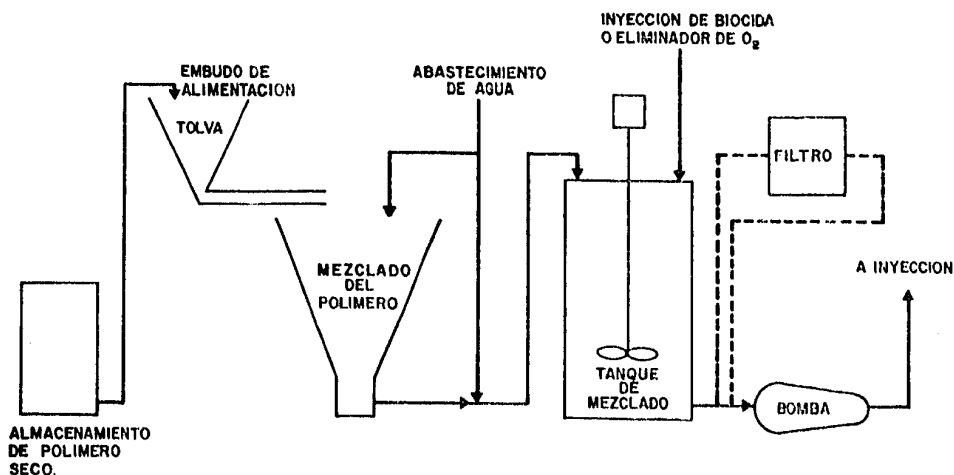 INYECCION DE BIOCIDA
O ELIMINADOR DE O₂
EMBUDO DE
ALIMENTACION
TOLVA
ABASTECIMIENTO
DE AGUA
FILTRO
MEZCLADO
DEL
POLIMERO
A INYECCION
TANQUE
DE
MEZCLADO
BOMBA
ALMACENAMIENTO
DE POLIMERO
SECO.